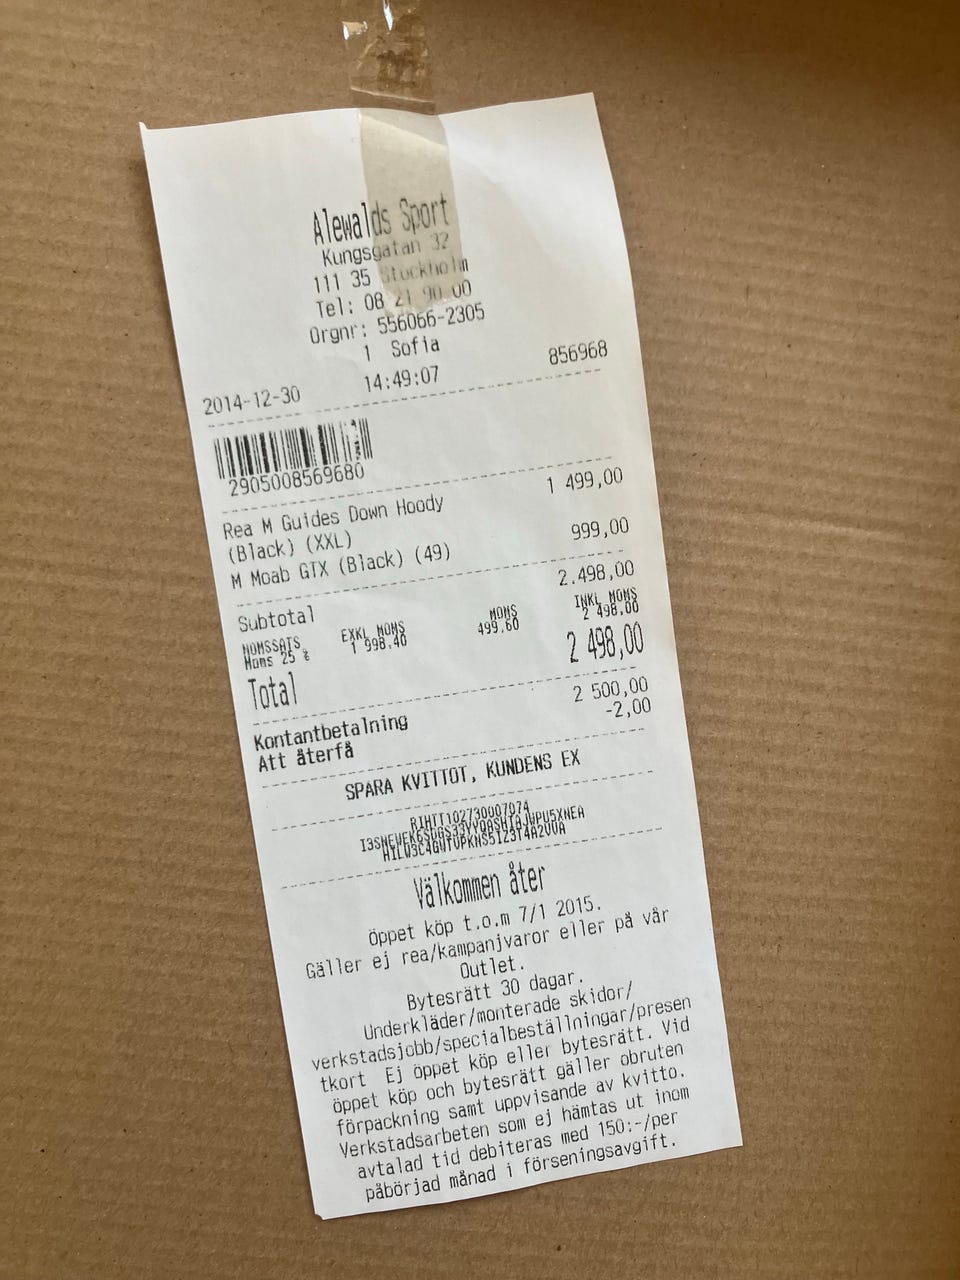 Alewalds Sport
Kungsgatan 32
111 35 Stockholm
Tel: 08 21 90 00
Orgnr: 556066-2305
1 Sofia
2014-12-30 14:49:07 856968
2905008569680
Rea M Guides Down Hoody 1 499,00
(Black) (XXL)
M Moab GTX (Black) (49) 999,00
Subtotal 2.498,00
MOMSSATS EXKL MOMS MOMS INKL MOMS
Moms 25 % 1 998.40 499.60 2 498.00
Total 2 498,00
Kontantbetalning 2 500,00
Att återfå -2,00
SPARA KVITTOT, KUNDENS EX
Välkommen åter
öppet köp t.o.m 7/1 2015.
Gäller ej rea/kampanjvaror eller på vår
Outlet.
Bytesrätt 30 dagar.
Underkläder/monterade skidor/
verkstadsjobb/specialbeställningar/presen
tkort Ej öppet köp eller bytesrätt. Vid
öppet köp och bytesrätt gäller obruten
förpackning samt uppvisande av kvitto.
Verkstadsarbeten som ej hämtas ut inom
avtalad tid debiteras med 150:-/per
påbörjad månad i förseningsavgift.